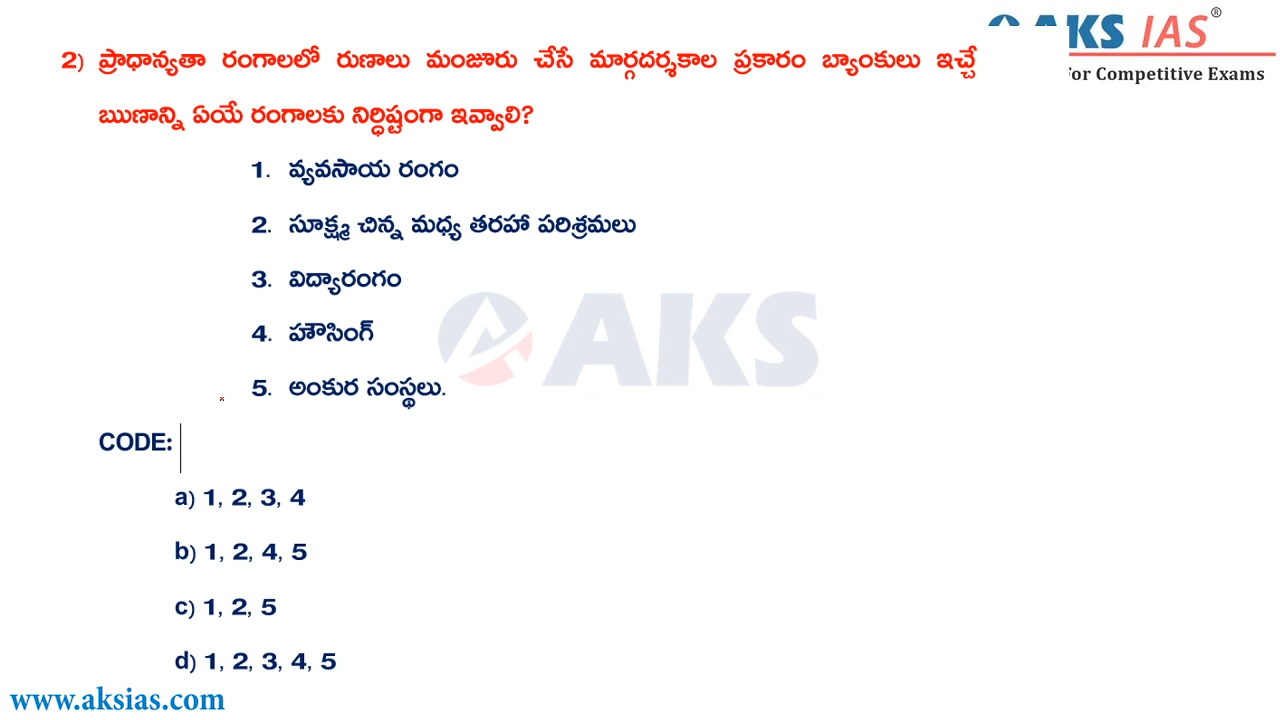 AKS IAS®
For Competitive Exams
2) ప్రాధాన్యతా రంగాలలో రుణాలు మంజూరు చేసే మార్గదర్శకాల ప్రకారం బ్యాంకులు ఇచ్చే
ఋణాన్ని ఏయే రంగాలకు నిర్ధిష్టంగా ఇవ్వాలి?
1. వ్యవసాయ రంగం
2. సూక్ష్మ చిన్న మధ్య తరహా పరిశ్రమలు
3. విద్యారంగం
4. హౌసింగ్
5. అంకుర సంస్థలు.
AKS
CODE:
a) 1, 2, 3, 4
b) 1, 2, 4, 5
c) 1, 2, 5
d) 1, 2, 3, 4, 5
www.aksias.com